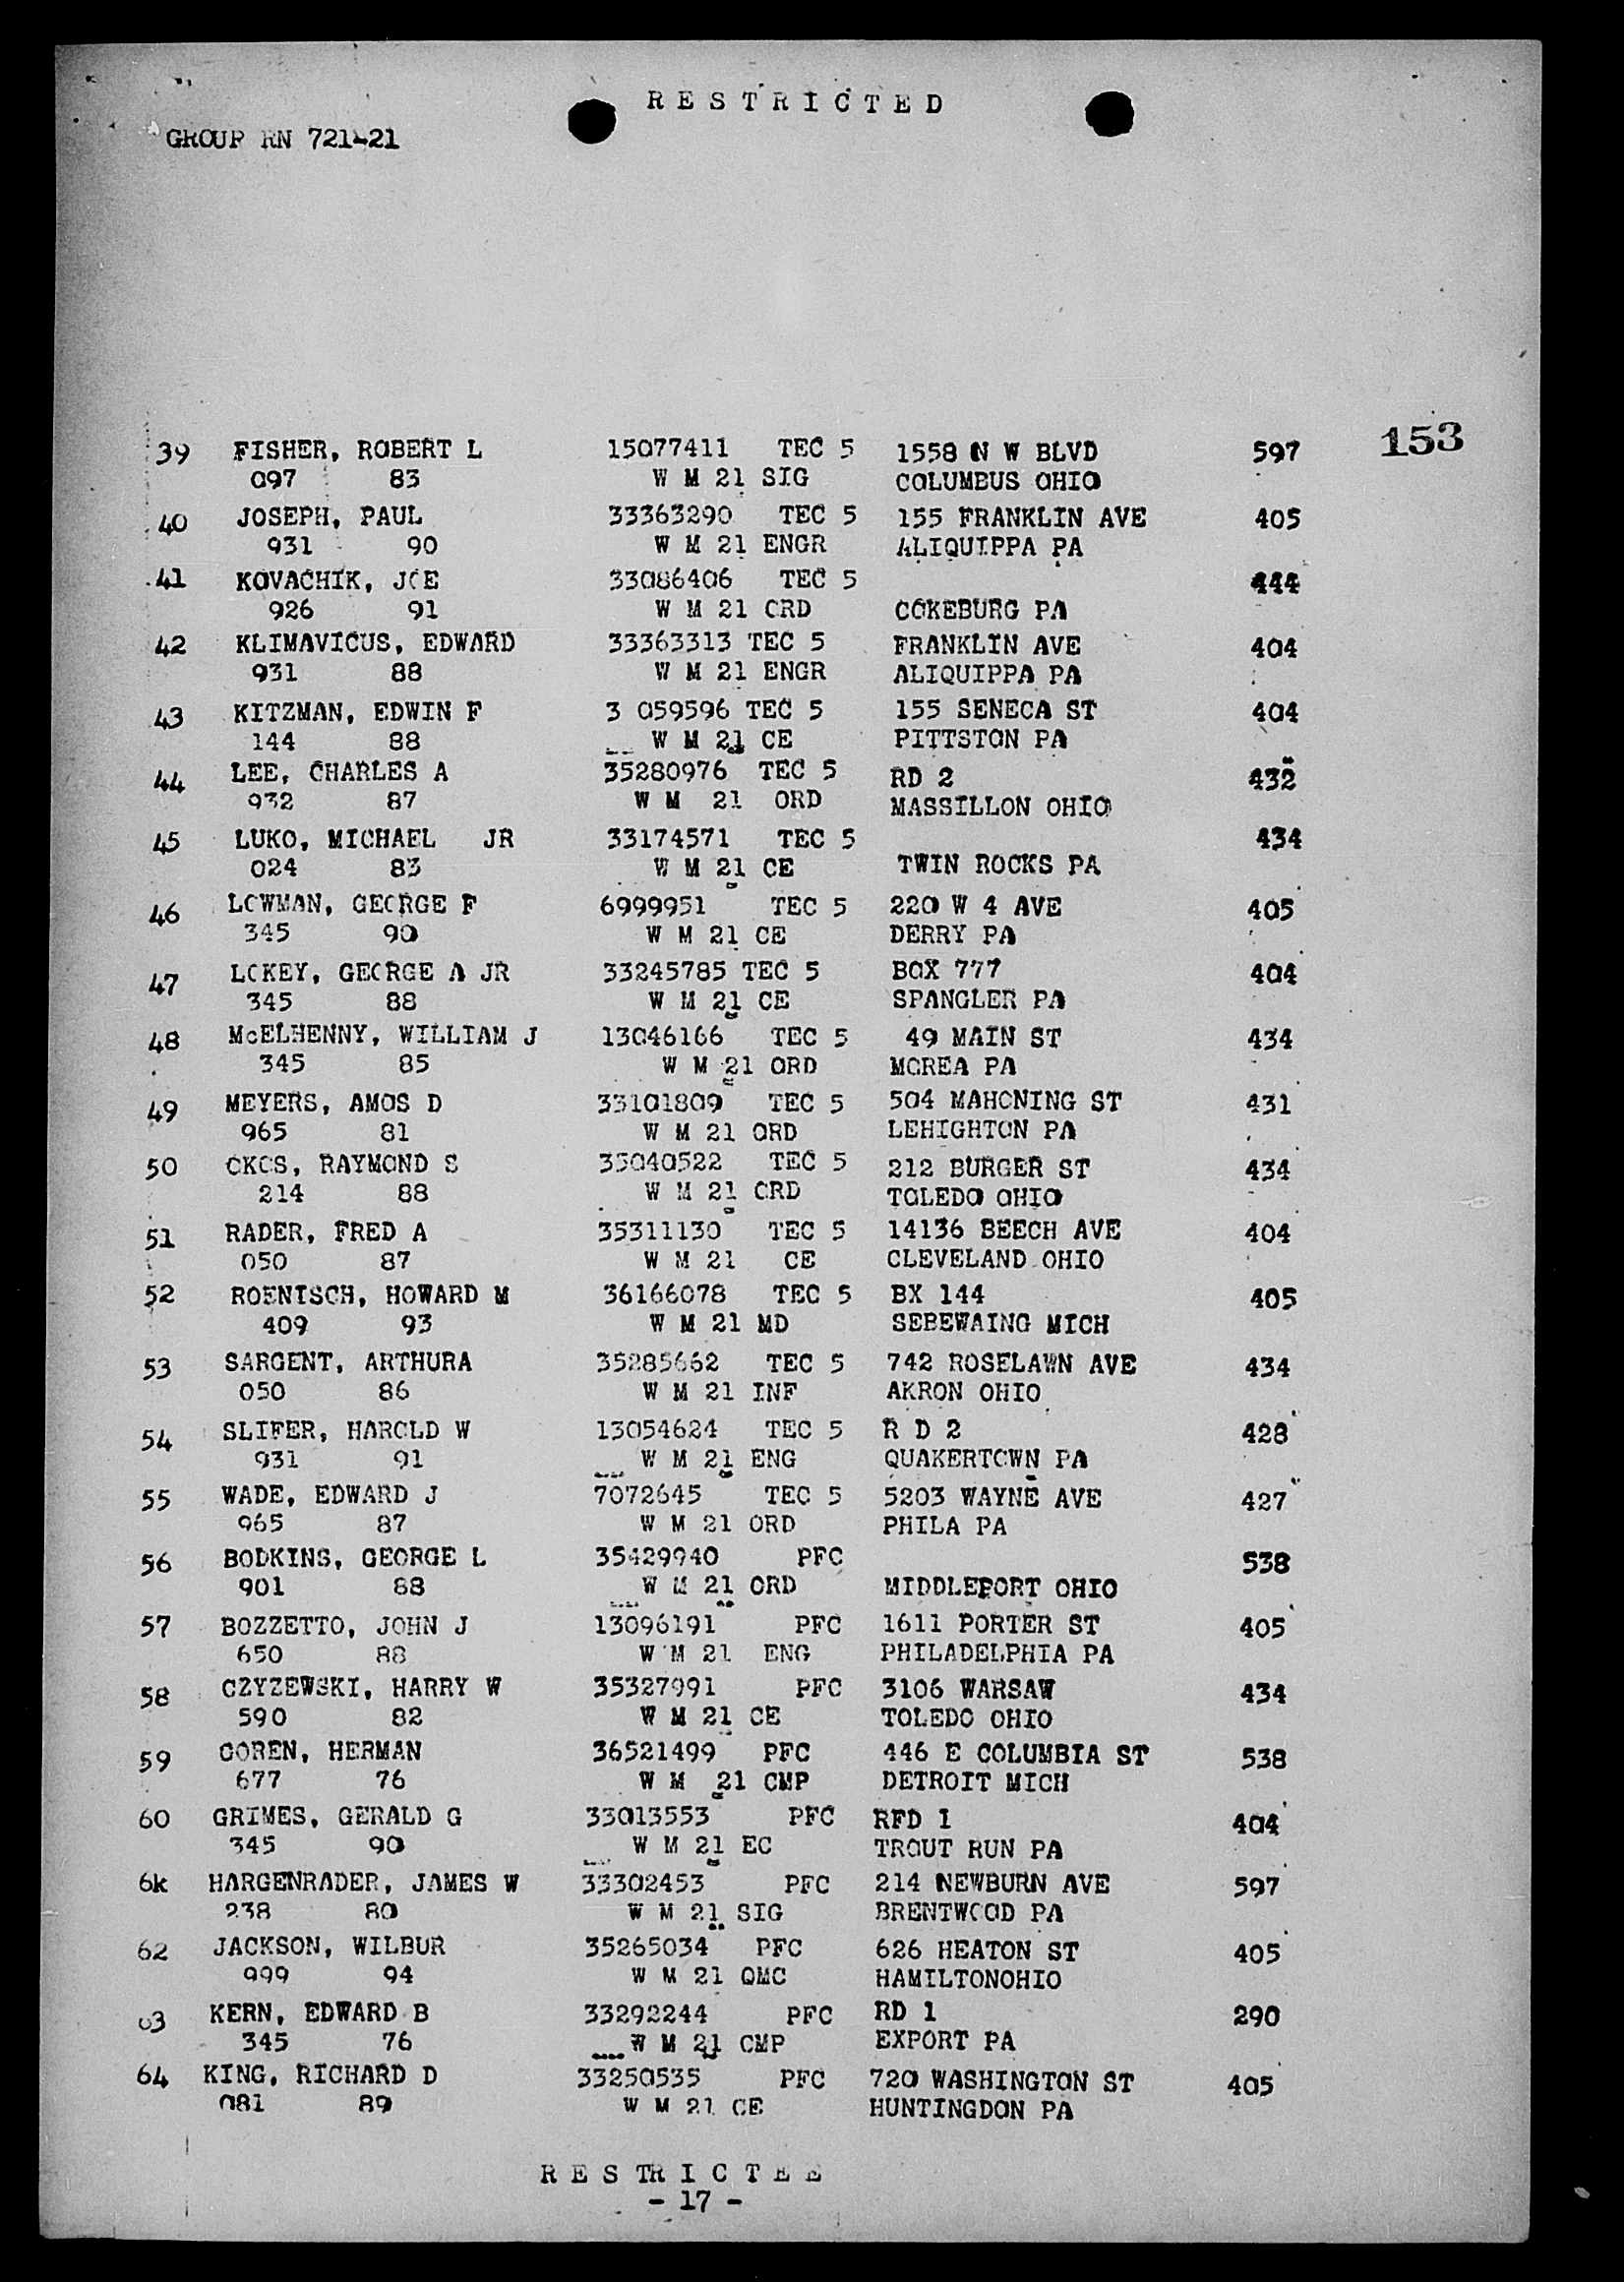 RESTRICTED
GROUP RN 721-21
153
39 FISHER, ROBERT L 15077411 TEC 5 1558 N W BLVD 597
097 83 W M 21 SIG COLUMBUS OHIO
40 JOSEPH, PAUL 33363290 TEC 5 155 FRANKLIN AVE 405
931 90 W M 21 ENGR ALIQUIPPA PA
41 KOVACHIK, JOE 33086406 TEC 5 444
926 91 W M 21 ORD COKEBURG PA
42 KLIMAVICUS, EDWARD 33363313 TEC 5 FRANKLIN AVE 404
931 88 W M 21 ENGR ALIQUIPPA PA
43 KITZMAN, EDWIN F 3 059596 TEC 5 155 SENECA ST 404
144 88 W M 21 CE PITTSTON PA
44 LEE, CHARLES A 35280976 TEC 5 RD 2 432
932 87 W M 21 ORD MASSILLON OHIO
45 LUKO, MICHAEL JR 33174571 TEC 5 434
024 83 W M 21 CE TWIN ROCKS PA
46 LOWMAN, GEORGE F 6999951 TEC 5 220 W 4 AVE 405
345 90 W M 21 CE DERRY PA
47 LOKEY, GEORGE A JR 33245785 TEC 5 BOX 777 404
345 88 W M 21 CE SPANGLER PA
48 McELHENNY, WILLIAM J 13046166 TEC 5 49 MAIN ST 434
345 85 W M 21 ORD MOREA PA
49 MEYERS, AMOS D 33101809 TEC 5 504 MAHONING ST 431
965 81 W M 21 ORD LEHIGHTON PA
50 OKOS, RAYMOND S 35040522 TEC 5 212 BURGER ST 434
214 88 W M 21 ORD TOLEDO OHIO
51 RADER, FRED A 35311130 TEC 5 14136 BEECH AVE 404
050 87 W M 21 CE CLEVELAND OHIO
52 ROENTSCH, HOWARD M 36166078 TEC 5 BX 144 405
409 93 W M 21 MD SEBEWAING MICH
53 SARGENT, ARTHURA 35285662 TEC 5 742 ROSELAWN AVE 434
050 86 W M 21 INF AKRON OHIO
54 SLIFER, HAROLD W 13054624 TEC 5 R D 2 428
931 91 W M 21 ENG QUAKERTOWN PA
55 WADE, EDWARD J 7072645 TEC 5 5203 WAYNE AVE 427
965 87 W M 21 ORD PHILA PA
56 BODKINS, GEORGE L 35429940 PFC 538
901 88 W M 21 ORD MIDDLEPORT OHIO
57 BOZZETTO, JOHN J 13096191 PFC 1611 PORTER ST 405
650 88 W M 21 ENG PHILADELPHIA PA
58 CZYZEWSKI, HARRY W 35327991 PFC 3106 WARSAW 434
590 82 W M 21 CE TOLEDO OHIO
59 GOREN, HERMAN 36521499 PFC 446 E COLUMBIA ST 538
677 76 W M 21 CMP DETROIT MICH
60 GRIMES, GERALD G 33013553 PFC RFD 1 404
345 90 W M 21 EC TROUT RUN PA
6k HARGENRADER, JAMES W 33302453 PFC 214 NEWBURN AVE 597
238 80 W M 21 SIG BRENTWOOD PA
62 JACKSON, WILBUR 35265034 PFC 626 HEATON ST 405
999 94 W M 21 QMC HAMILTONOHIO
63 KERN, EDWARD B 33292244 PFC RD 1 290
345 76 W M 21 CMP EXPORT PA
64 KING, RICHARD D 33250535 PFC 720 WASHINGTON ST 405
081 89 W M 21 CE HUNTINGDON PA
RESTRICTEE
- 17 -